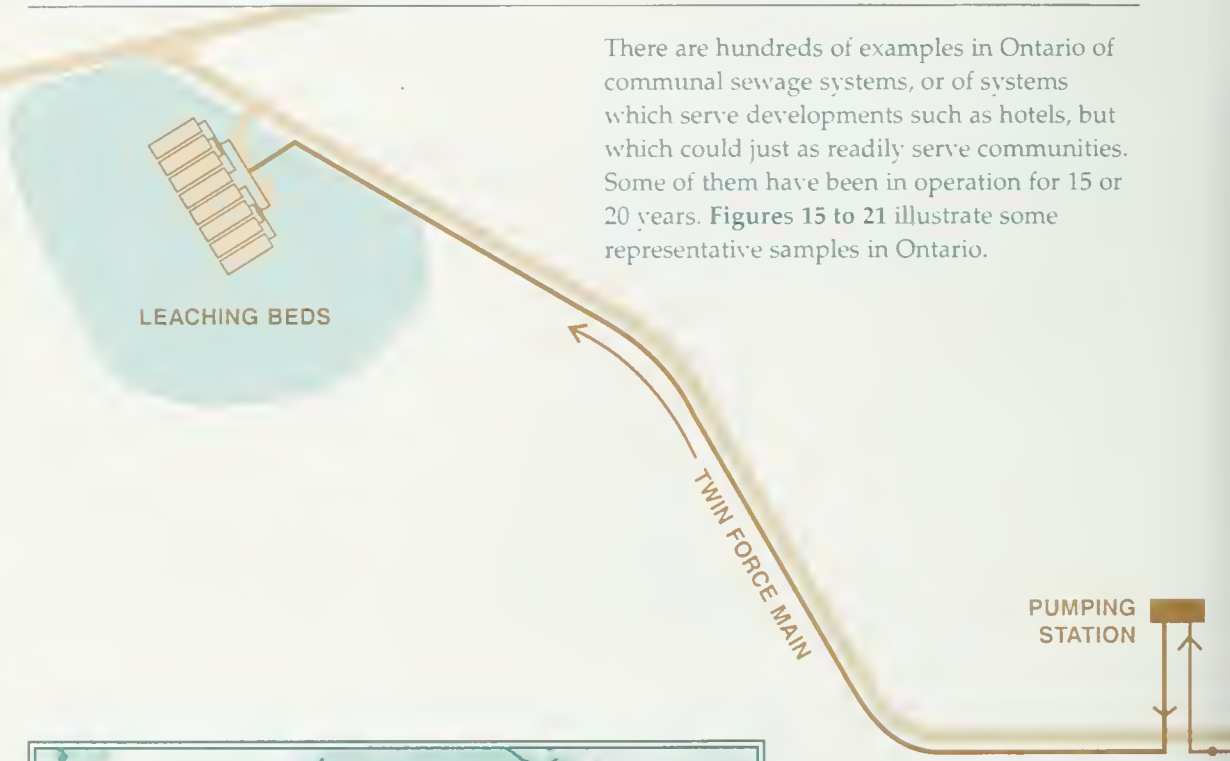 There are hundreds of examples in Ontario of
communal sewage systems, or of systems
which serve developments such as hotels, but
which could just as readily serve communities.
Some of them have been in operation for 15 or
20 years. Figures 15 to 21 illustrate some
representative samples in Ontario.
LEACHING BEDS
TWIN FORCE MAIN
PUMPING
STATION